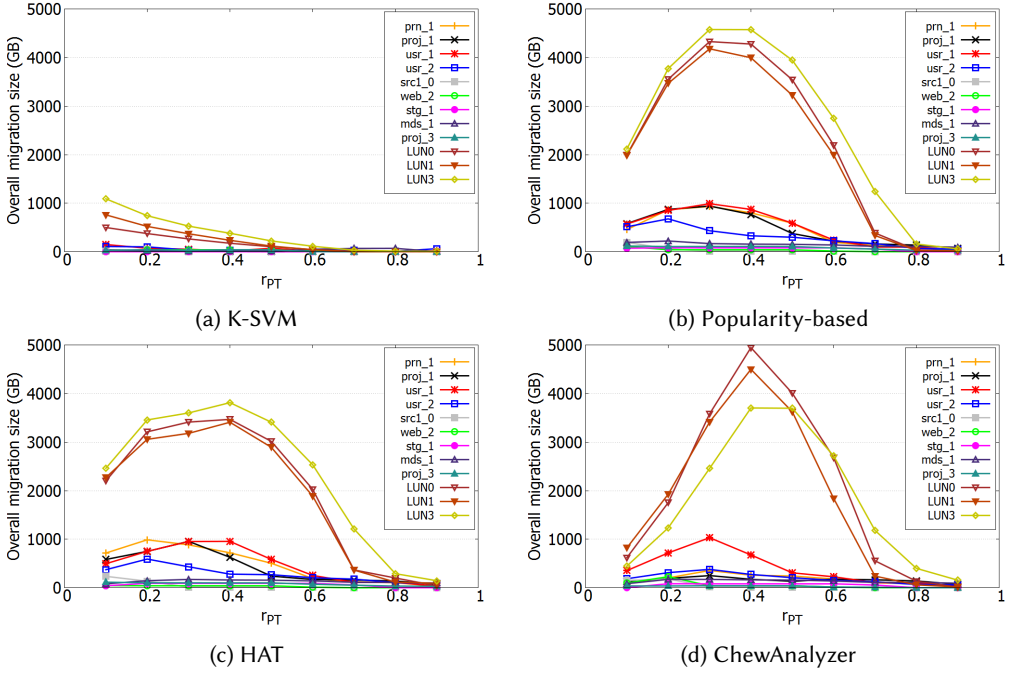 Overall migration size (GB)
5000
4000
3000
2000
1000
0
0 0.2 0.4 0.6 0.8 1
r_PT
prn_1
proj_1
usr_1
usr_2
src1_0
web_2
stg_1
mds_1
proj_3
LUN0
LUN1
LUN3
(a) K-SVM
Overall migration size (GB)
5000
4000
3000
2000
1000
0
0 0.2 0.4 0.6 0.8 1
r_PT
prn_1
proj_1
usr_1
usr_2
src1_0
web_2
stg_1
mds_1
proj_3
LUN0
LUN1
LUN3
(b) Popularity-based
Overall migration size (GB)
5000
4000
3000
2000
1000
0
0 0.2 0.4 0.6 0.8 1
r_PT
prn_1
proj_1
usr_1
usr_2
src1_0
web_2
stg_1
mds_1
proj_3
LUN0
LUN1
LUN3
(c) HAT
Overall migration size (GB)
5000
4000
3000
2000
1000
0
0 0.2 0.4 0.6 0.8 1
r_PT
prn_1
proj_1
usr_1
usr_2
src1_0
web_2
stg_1
mds_1
proj_3
LUN0
LUN1
LUN3
(d) ChewAnalyzer